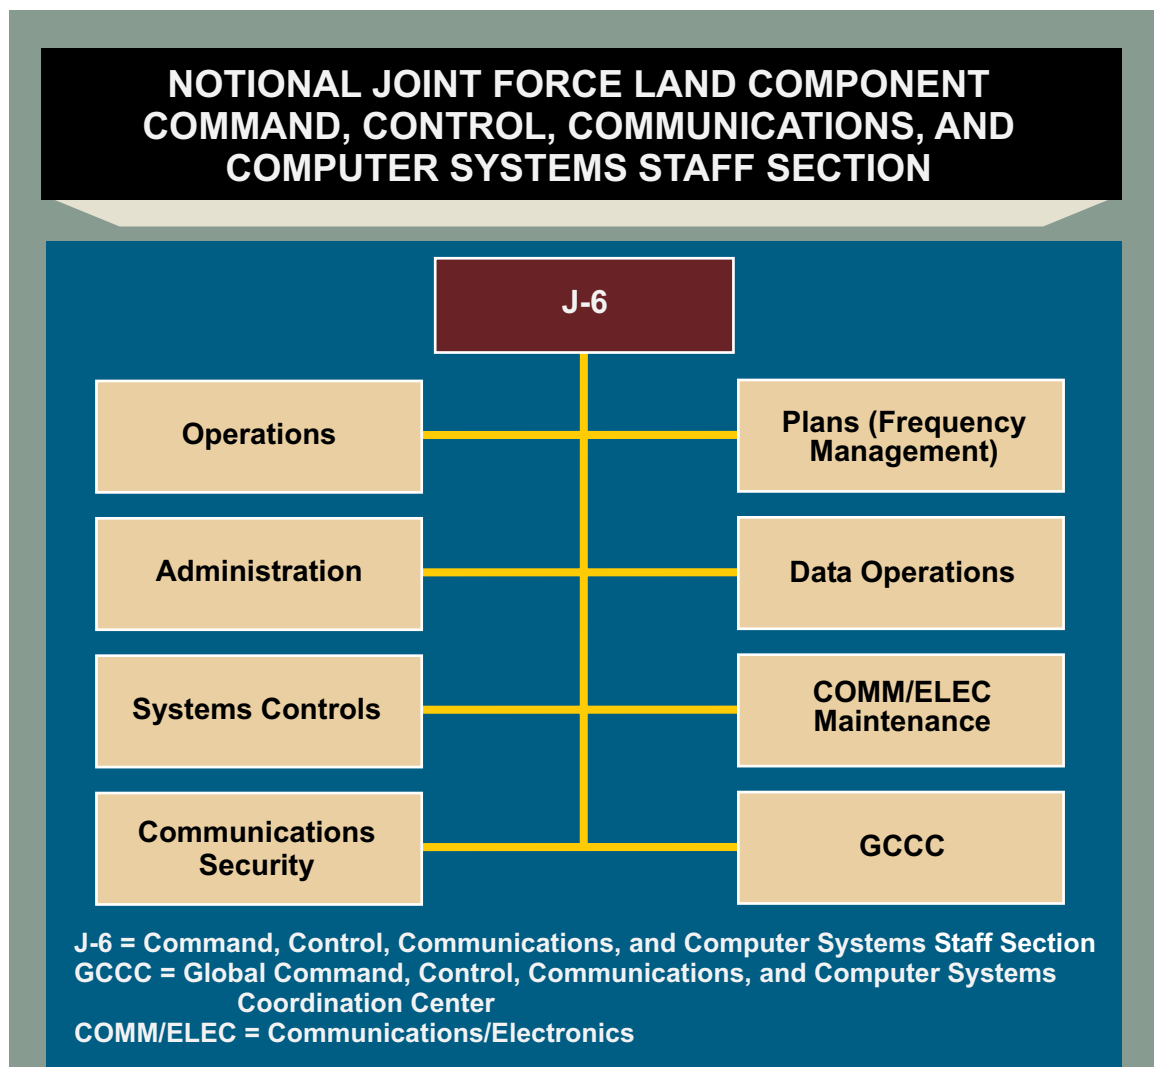 NOTIONAL JOINT FORCE LAND COMPONENT
COMMAND, CONTROL, COMMUNICATIONS, AND
COMPUTER SYSTEMS STAFF SECTION
J-6
Operations
Plans (Frequency
Management)
Administration
Data Operations
Systems Controls
COMM/ELEC
Maintenance
Communications
Security
GCCC
J-6 = Command, Control, Communications, and Computer Systems Staff Section
GCCC = Global Command, Control, Communications, and Computer Systems
Coordination Center
COMM/ELEC = Communications/Electronics